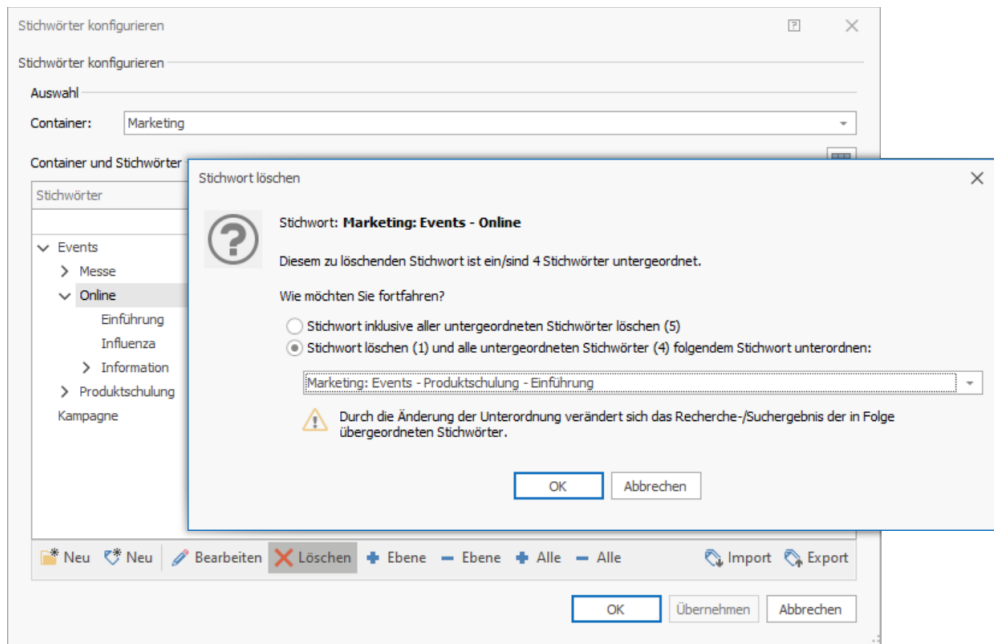 Stichwörter konfigurieren
Stichwörter konfigurieren
Auswahl
Container: Marketing
Container und Stichwörter
Stichwörter
Events
Messe
Online
Einführung
Influenza
Information
Produktschulung
Kampagne
Stichwort löschen
Stichwort: Marketing: Events - Online
Diesem zu löschenden Stichwort ist ein/sind 4 Stichwörter untergeordnet.
Wie möchten Sie fortfahren?
Stichwort inklusive aller untergeordneten Stichwörter löschen (5)
Stichwort löschen (1) und alle untergeordneten Stichwörter (4) folgendem Stichwort unterordnen:
Marketing: Events - Produktschulung - Einführung
Durch die Änderung der Unterordnung verändert sich das Recherche-/Suchergebnis der in Folge
übergeordneten Stichwörter.
OK Abbrechen
Neu Neu Bearbeiten Löschen Ebene Ebene Alle Alle Import Export
OK Übernehmen Abbrechen